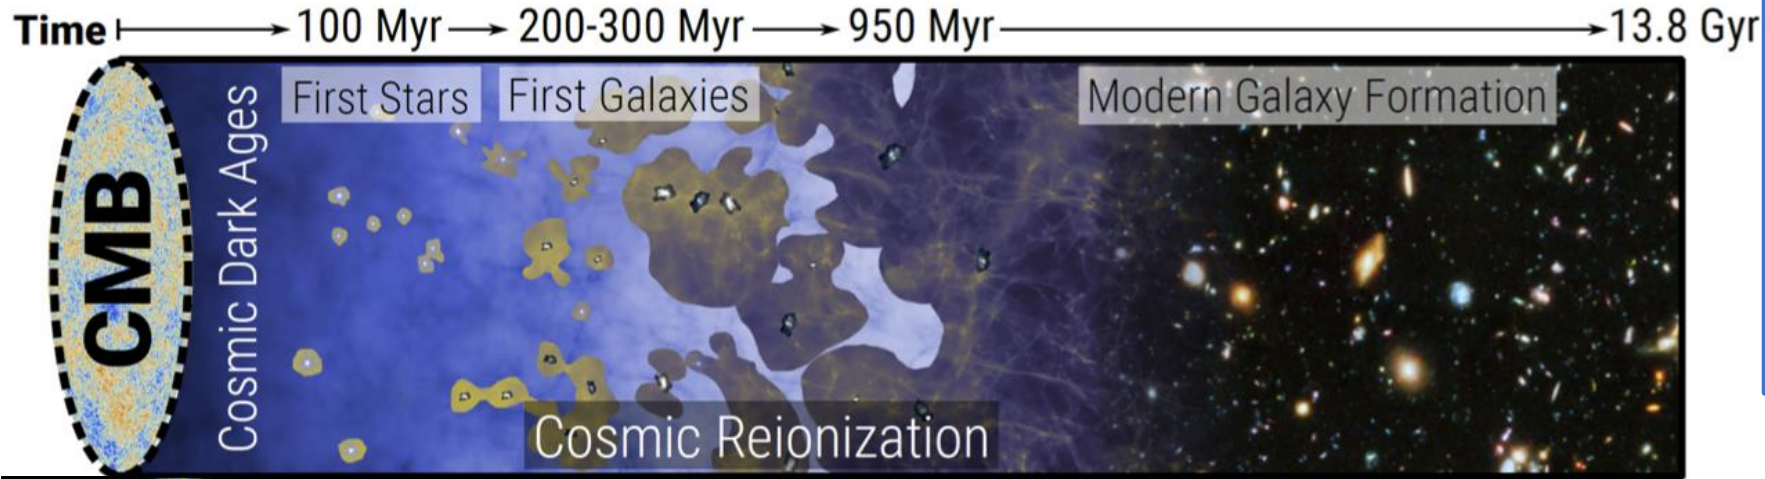 Time 100 Myr 200-300 Myr 950 Myr 13.8 Gyr
CMB
Cosmic Dark Ages
First Stars
First Galaxies
Modern Galaxy Formation
Cosmic Reionization